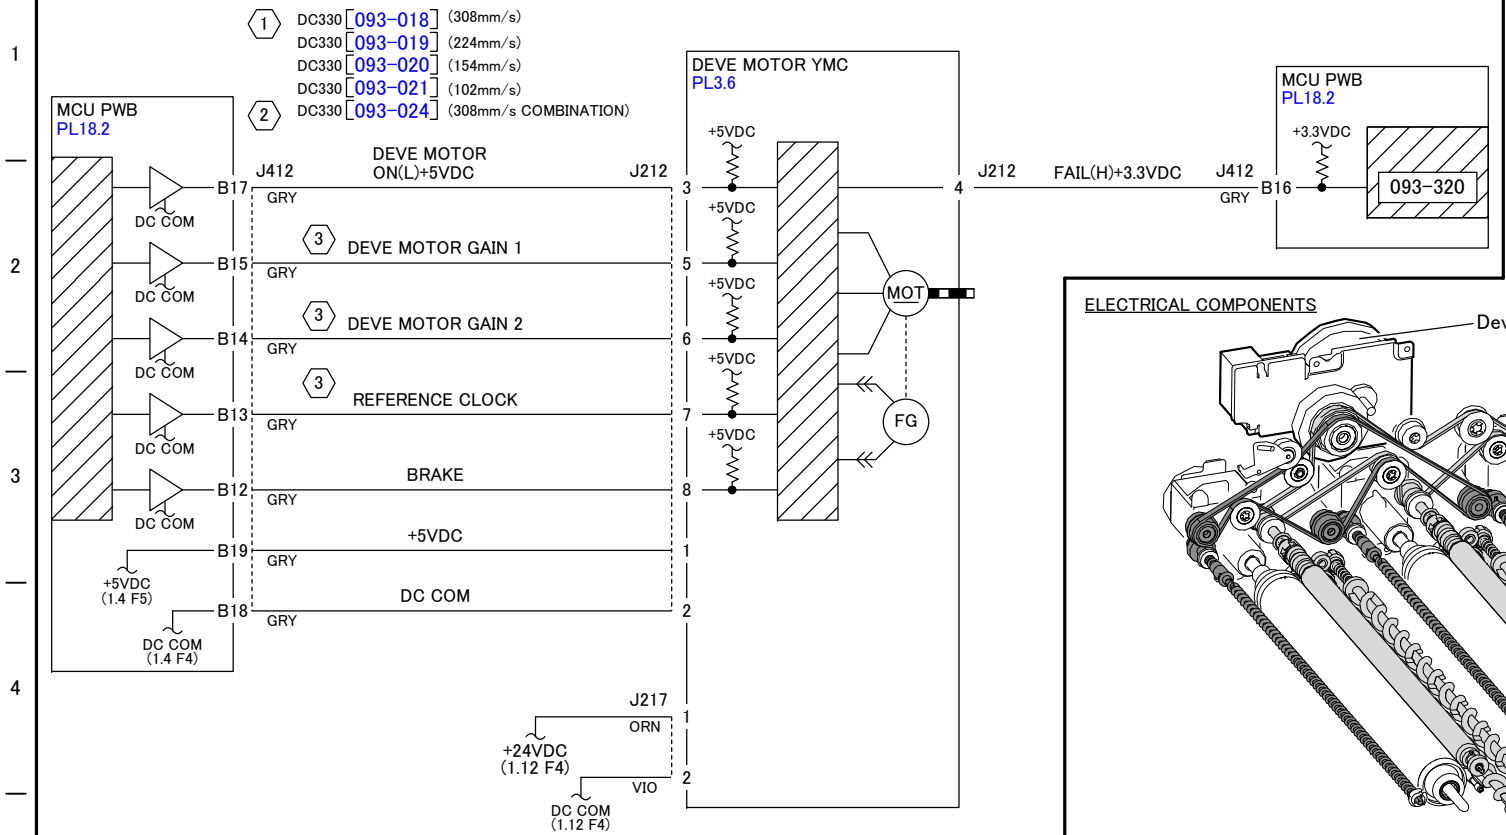 1
DC330 [093-018] (308mm/s)
DC330 [093-019] (224mm/s)
DC330 [093-020] (154mm/s)
DC330 [093-021] (102mm/s)
2
DC330 [093-024] (308mm/s COMBINATION)
1
2
3
4
MCU PWB
PL18.2
DC COM
DC COM
DC COM
DC COM
DC COM
+5VDC
(1.4 F5)
DC COM
(1.4 F4)
B17
B15
B14
B13
B12
B19
B18
J412
DEVE MOTOR
ON(L)+5VDC
J212
GRY
3
DEVE MOTOR GAIN 1
GRY
3
DEVE MOTOR GAIN 2
GRY
3
REFERENCE CLOCK
GRY
BRAKE
GRY
+5VDC
GRY
DC COM
GRY
J217
ORN
+24VDC
(1.12 F4)
VIO
DC COM
(1.12 F4)
DEVE MOTOR YMC
PL3.6
+5VDC
3
+5VDC
5
+5VDC
6
+5VDC
7
+5VDC
8
1
2
1
2
MOT
FG
4
J212
FAIL(H)+3.3VDC
J412
GRY
B16
MCU PWB
PL18.2
+3.3VDC
093-320
ELECTRICAL COMPONENTS
Dev